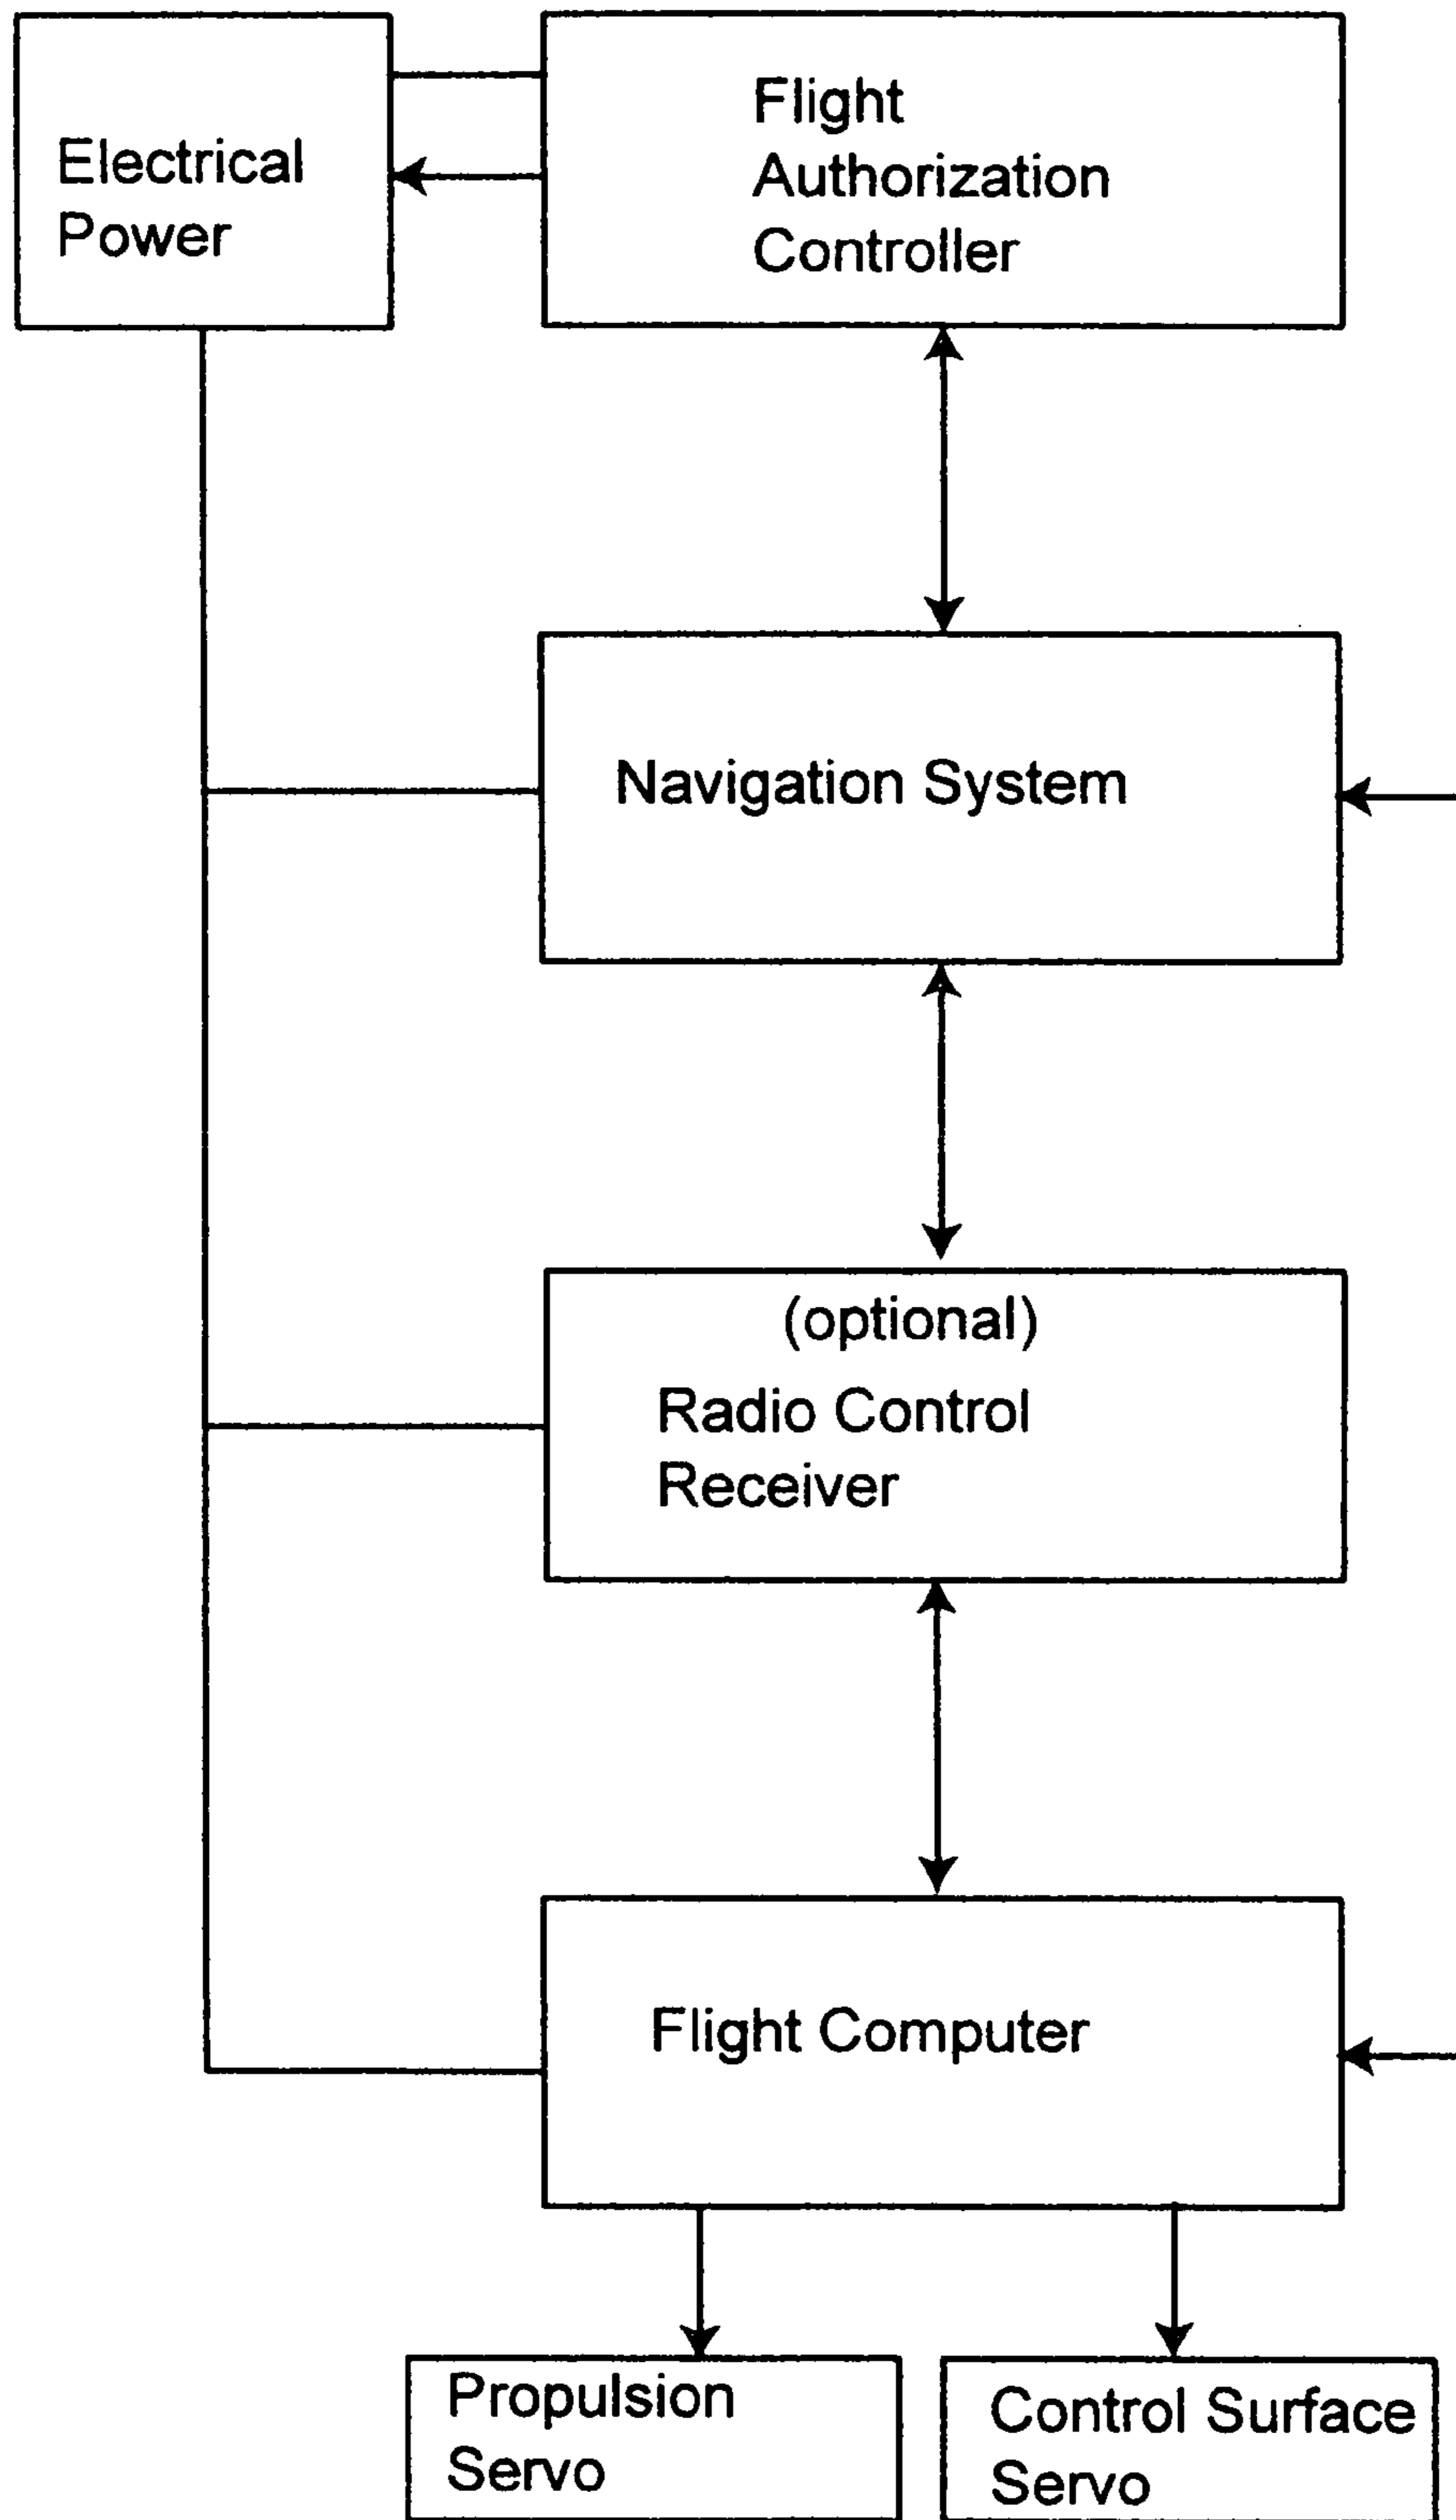 Electrical
Power
Flight
Authorization
Controller
Navigation System
(optional)
Radio Control
Receiver
Flight Computer
Propulsion
Servo
Control Surface
Servo